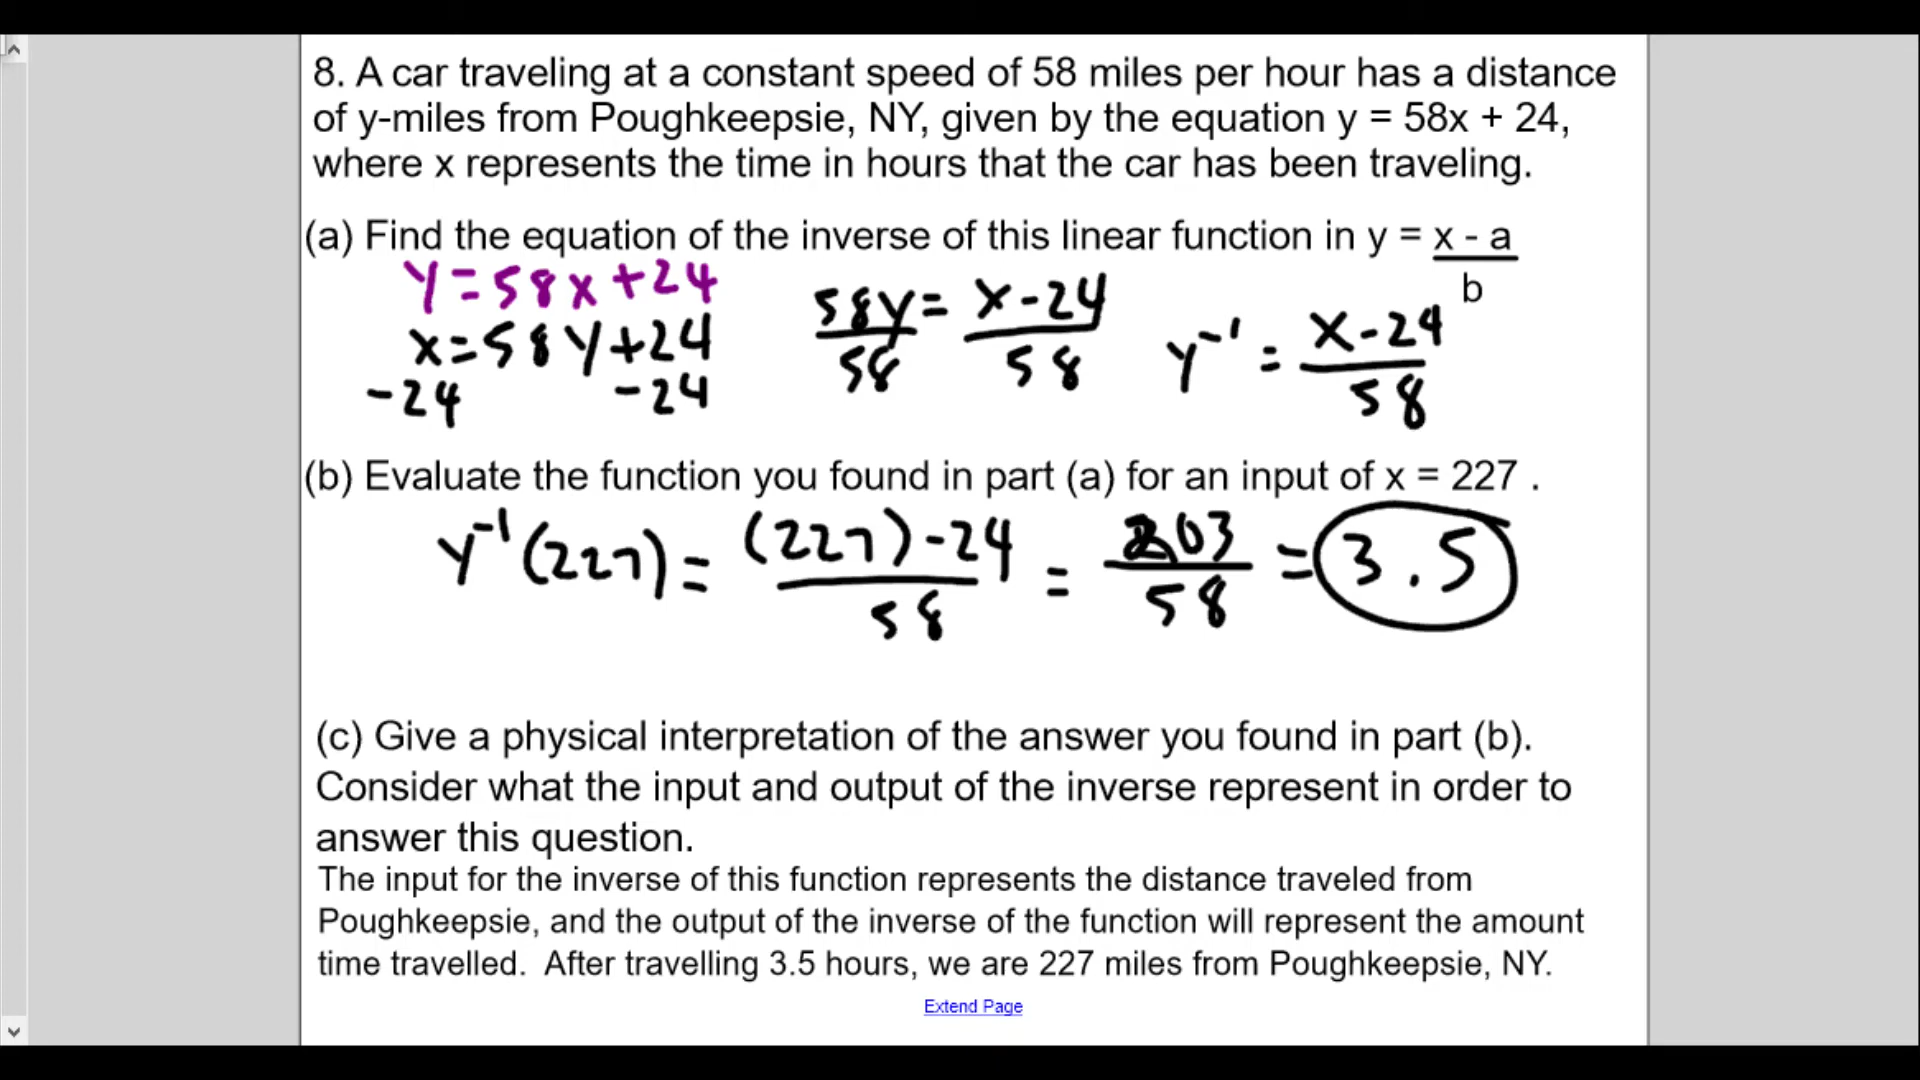 8. A car traveling at a constant speed of 58 miles per hour has a distance
of y-miles from Poughkeepsie, NY, given by the equation y = 58x + 24,
where x represents the time in hours that the car has been traveling.
(a) Find the equation of the inverse of this linear function in y = x - a
b
y = 58x + 24
x = 58y + 24
-24 -24
58y = x - 24
58 58
y⁻¹ = x - 24
58
(b) Evaluate the function you found in part (a) for an input of x = 227 .
y⁻¹(227) = (227) - 24 = 203 = 3.5
58 58
(c) Give a physical interpretation of the answer you found in part (b).
Consider what the input and output of the inverse represent in order to
answer this question.
The input for the inverse of this function represents the distance traveled from
Poughkeepsie, and the output of the inverse of the function will represent the amount
time travelled. After travelling 3.5 hours, we are 227 miles from Poughkeepsie, NY.
Extend Page